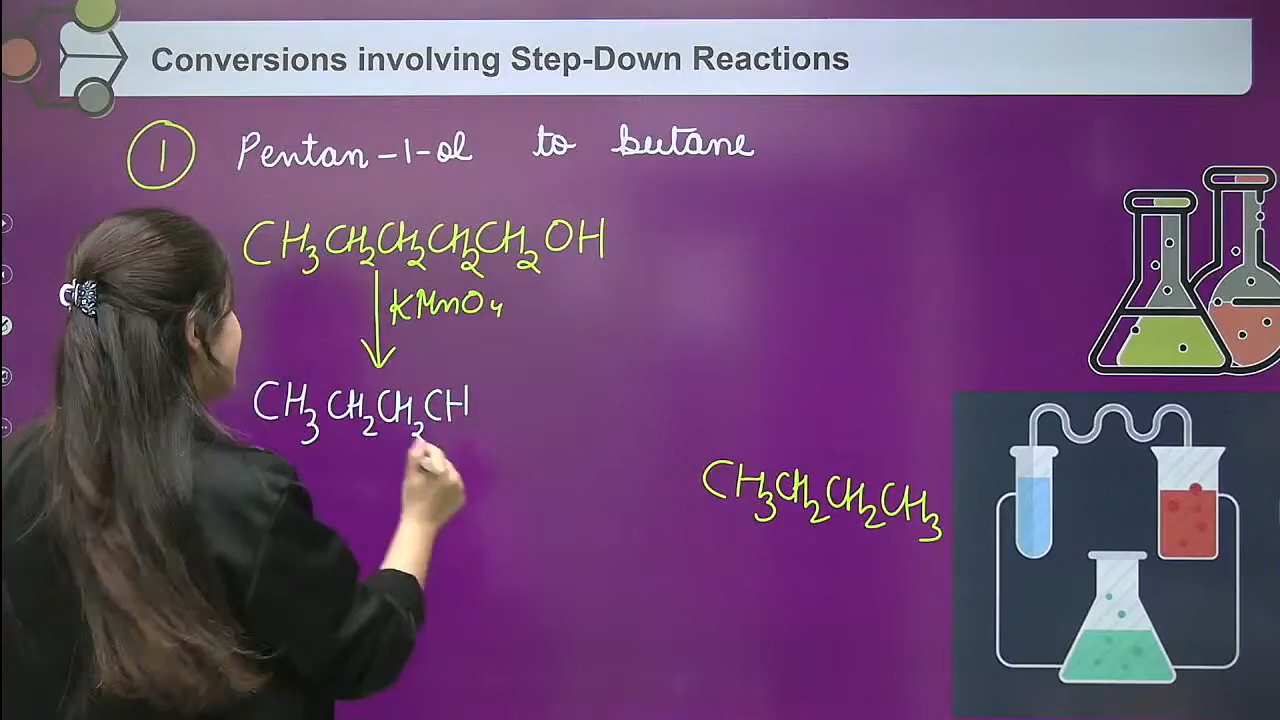 Conversions involving Step-Down Reactions
1 Pentan-1-ol to butane
CH₃CH₂CH₂CH₂CH₂OH
KMnO₄
CH₃CH₂CH₂CH
CH₃CH₂CH₂CH₃